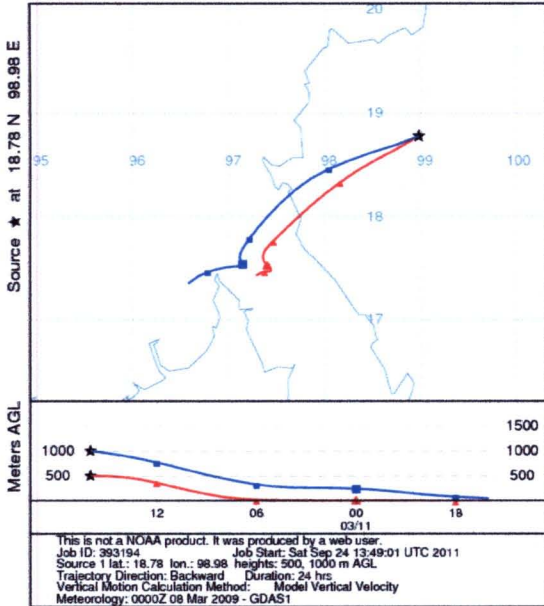 20
19
95 96 97 98 99 100
18
17
Source ★ at 18.78 N 98.98 E
Meters AGL
1500
1000 1000
500 500
12 06 00 18
03/11
This is not a NOAA product. It was produced by a web user.
Job ID: 393194 Job Start: Sat Sep 24 13:49:01 UTC 2011
Source 1 lat.: 18.78 lon.: 98.98 heights: 500, 1000 m AGL
Trajectory Direction: Backward Duration: 24 hrs
Vertical Motion Calculation Method: Model Vertical Velocity
Meteorology: 0000Z 08 Mar 2009 - GDAS1